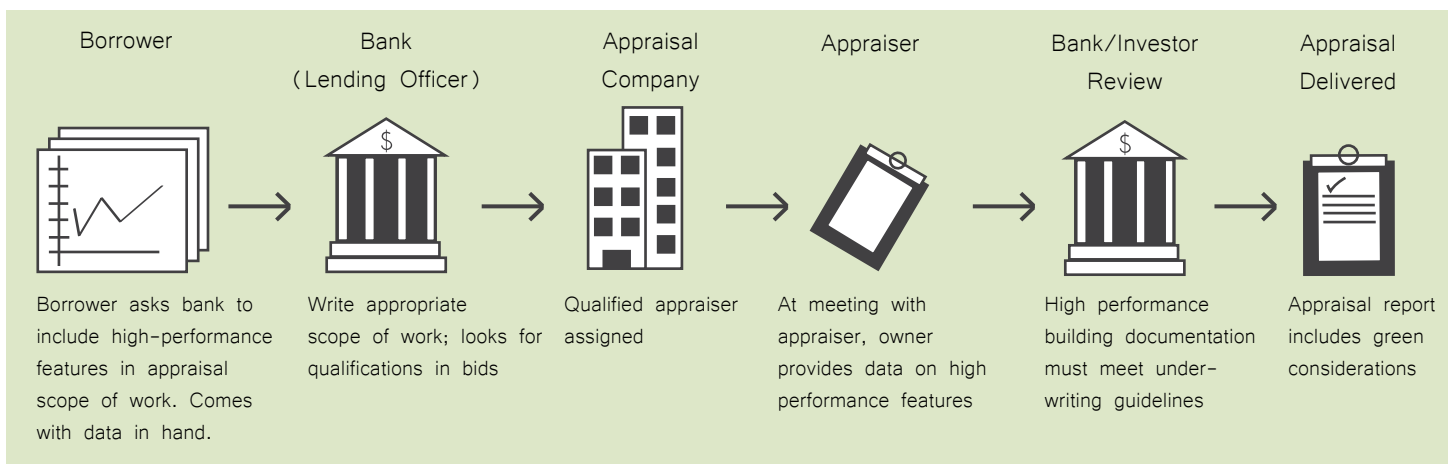 Borrower
Bank
(Lending Officer)
Appraisal
Company
Appraiser
Bank/Investor
Review
Appraisal
Delivered
$
$
Borrower asks bank to
include high-performance
features in appraisal
scope of work. Comes
with data in hand.
Write appropriate
scope of work; looks for
qualifications in bids
Qualified appraiser
assigned
At meeting with
appraiser, owner
provides data on high
performance features
High performance
building documentation
must meet under-
writing guidelines
Appraisal report
includes green
considerations